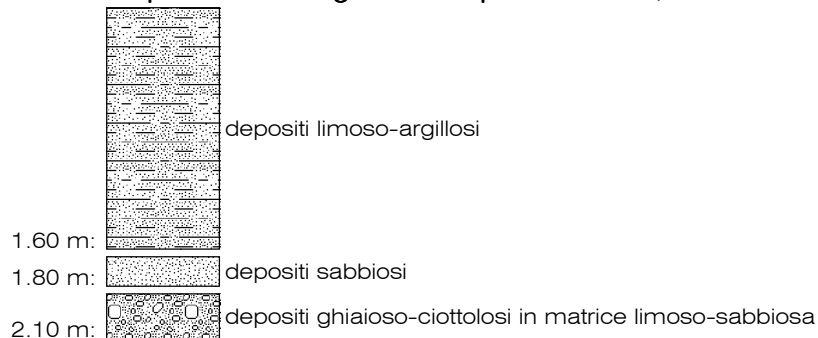 depositi limoso-argillosi
1.60 m:
1.80 m: depositi sabbiosi
2.10 m: depositi ghiaioso-ciottolosi in matrice limoso-sabbiosa